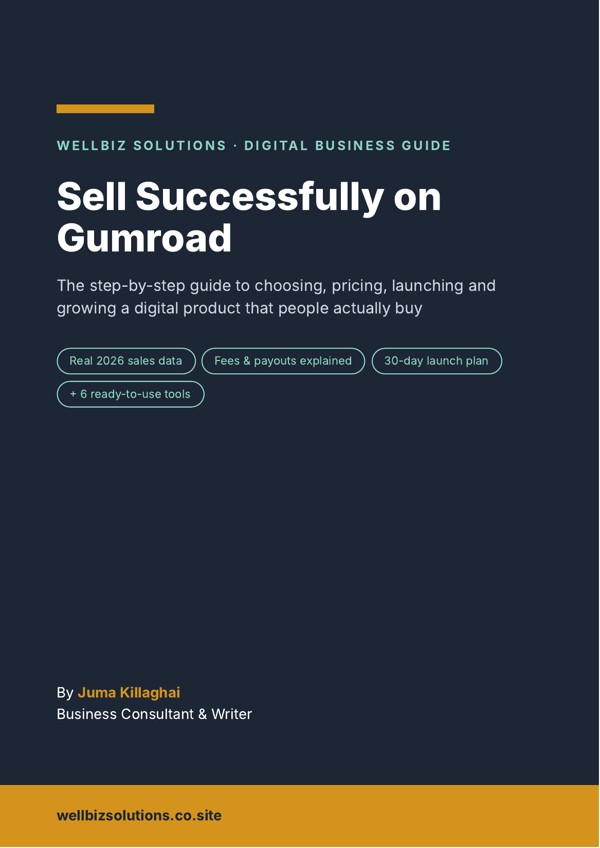 WELLBIZ SOLUTIONS · DIGITAL BUSINESS GUIDE
Sell Successfully on
Gumroad
The step-by-step guide to choosing, pricing, launching and
growing a digital product that people actually buy
Real 2026 sales data
Fees & payouts explained
30-day launch plan
+ 6 ready-to-use tools
By Juma Killaghai
Business Consultant & Writer
wellbizsolutions.co.site